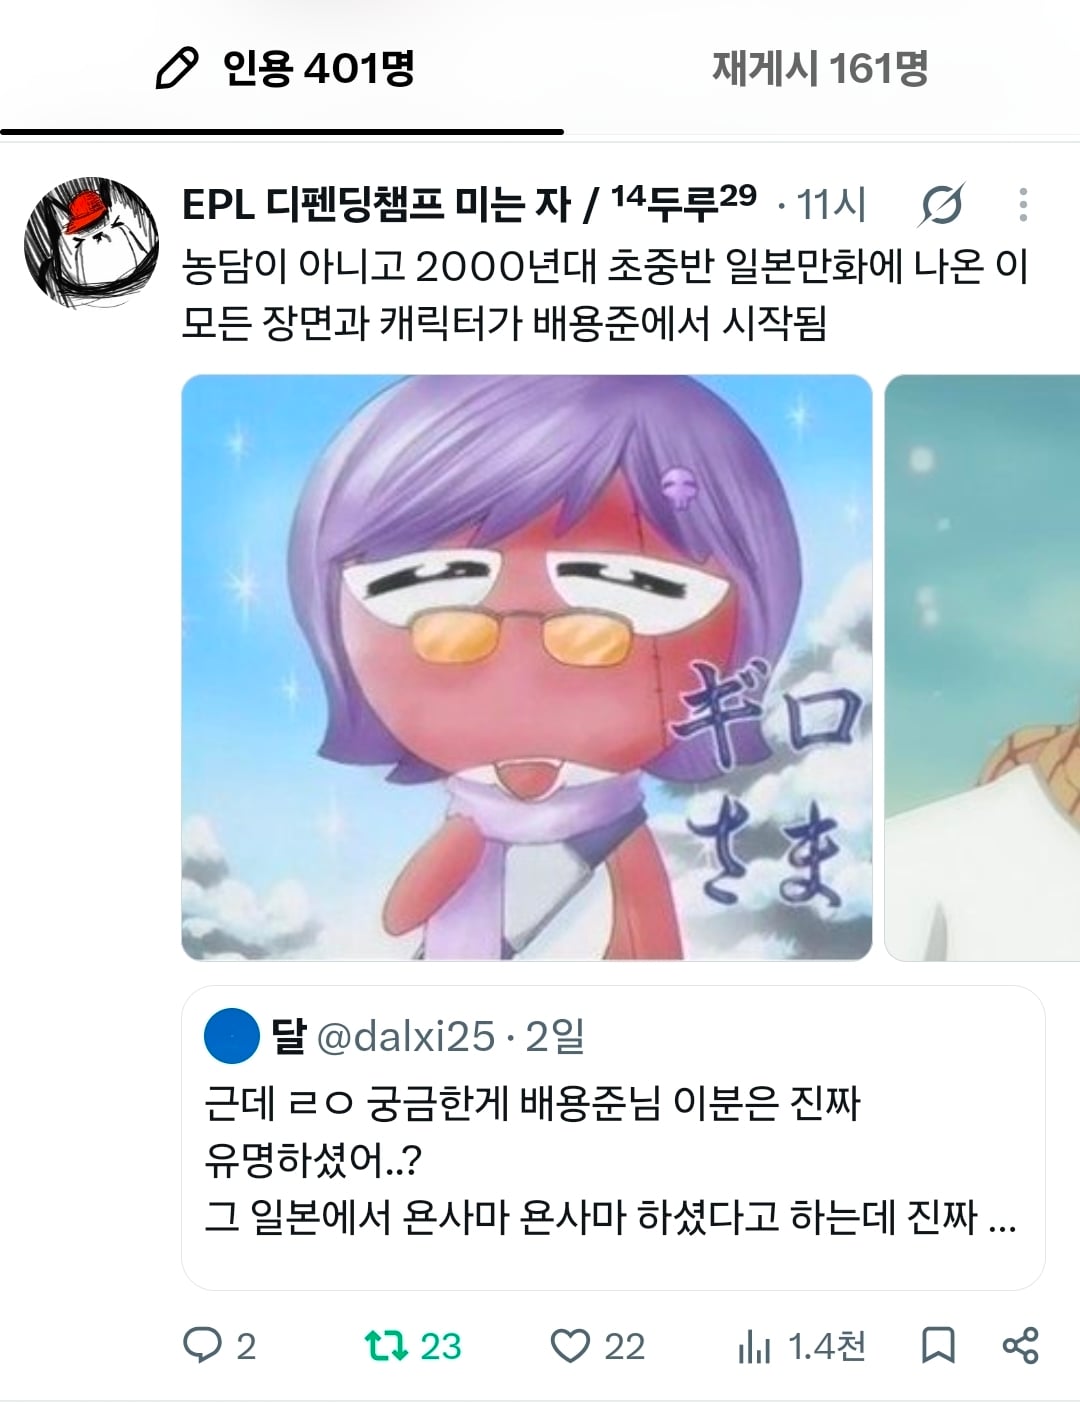 인용 401명
재게시 161명
EPL 디펜딩챔프 미는 자 / ¹⁴두루²⁹ · 11시
농담이 아니고 2000년대 초중반 일본만화에 나온 이
모든 장면과 캐릭터가 배용준에서 시작됨
ギロ
さま
달 @dalxi25 · 2일
근데 ㄹㅇ 궁금한게 배용준님 이분은 진짜
유명하셨어..?
그 일본에서 욘사마 욘사마 하셨다고 하는데 진짜 ...
2
23
22
1.4천